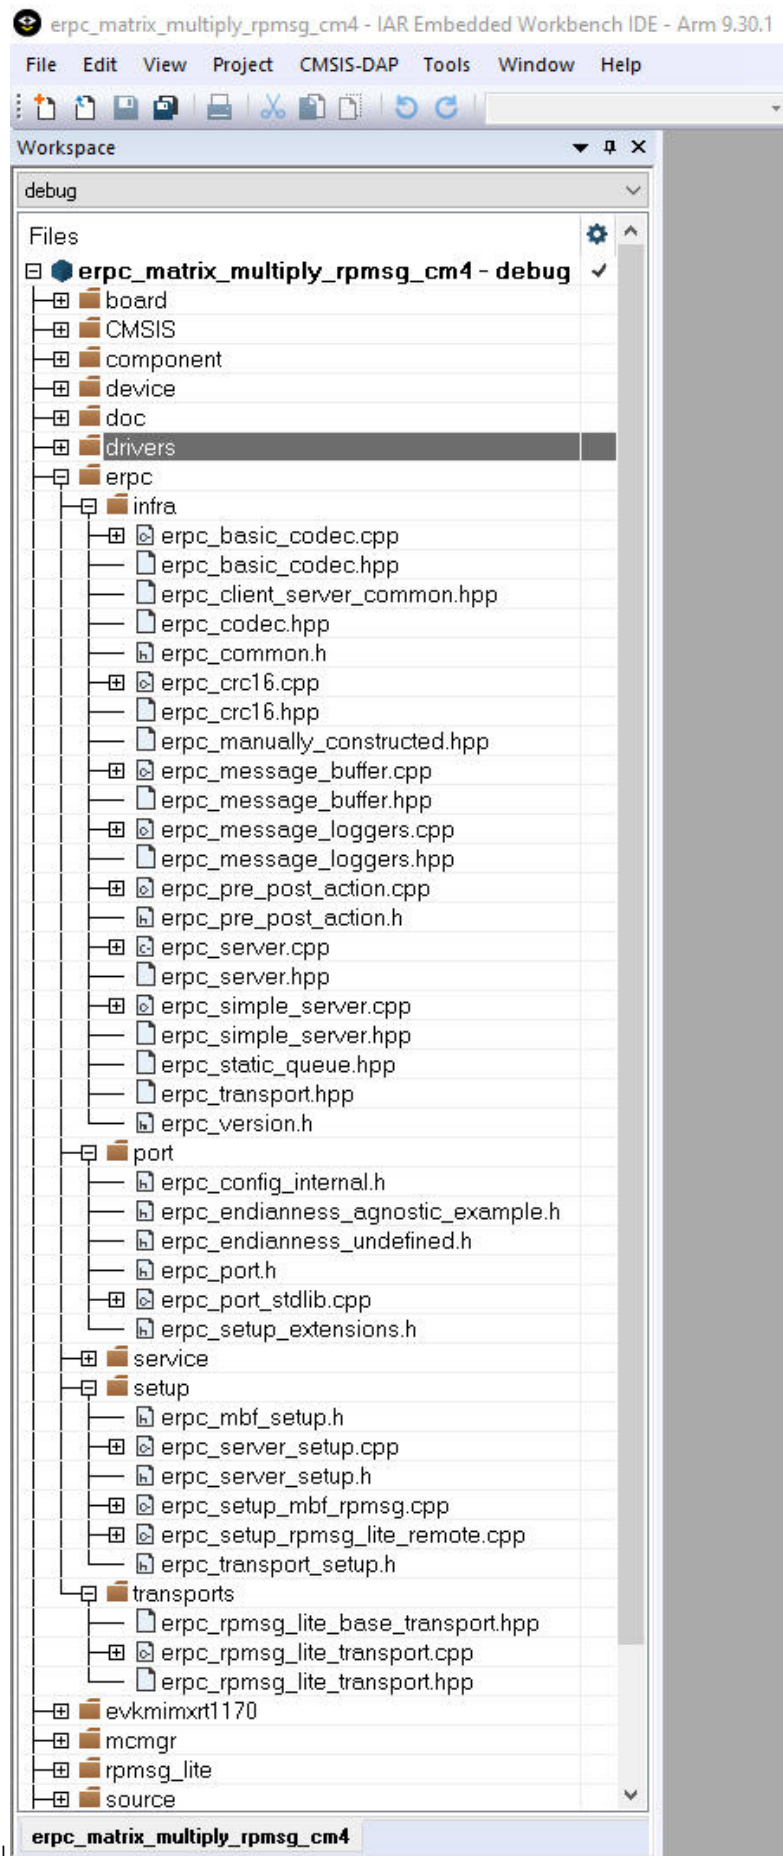 erpc_matrix_multiply_rpmsg_cm4 - IAR Embedded Workbench IDE - Arm 9.30.1
File Edit View Project CMSIS-DAP Tools Window Help
Workspace
debug
Files
erpc_matrix_multiply_rpmsg_cm4 - debug
board
CMSIS
component
device
doc
drivers
erpc
infra
erpc_basic_codec.cpp
erpc_basic_codec.hpp
erpc_client_server_common.hpp
erpc_codec.hpp
erpc_common.h
erpc_crc16.cpp
erpc_crc16.hpp
erpc_manually_constructed.hpp
erpc_message_buffer.cpp
erpc_message_buffer.hpp
erpc_message_loggers.cpp
erpc_message_loggers.hpp
erpc_pre_post_action.cpp
erpc_pre_post_action.h
erpc_server.cpp
erpc_server.hpp
erpc_simple_server.cpp
erpc_simple_server.hpp
erpc_static_queue.hpp
erpc_transport.hpp
erpc_version.h
port
erpc_config_internal.h
erpc_endianness_agnostic_example.h
erpc_endianness_undefined.h
erpc_port.h
erpc_port_stdlib.cpp
erpc_setup_extensions.h
service
setup
erpc_mbf_setup.h
erpc_server_setup.cpp
erpc_server_setup.h
erpc_setup_mbf_rpmsg.cpp
erpc_setup_rpmsg_lite_remote.cpp
erpc_transport_setup.h
transports
erpc_rpmsg_lite_base_transport.hpp
erpc_rpmsg_lite_transport.cpp
erpc_rpmsg_lite_transport.hpp
evkmimxrt1170
mcmgr
rpmsg_lite
source
erpc_matrix_multiply_rpmsg_cm4